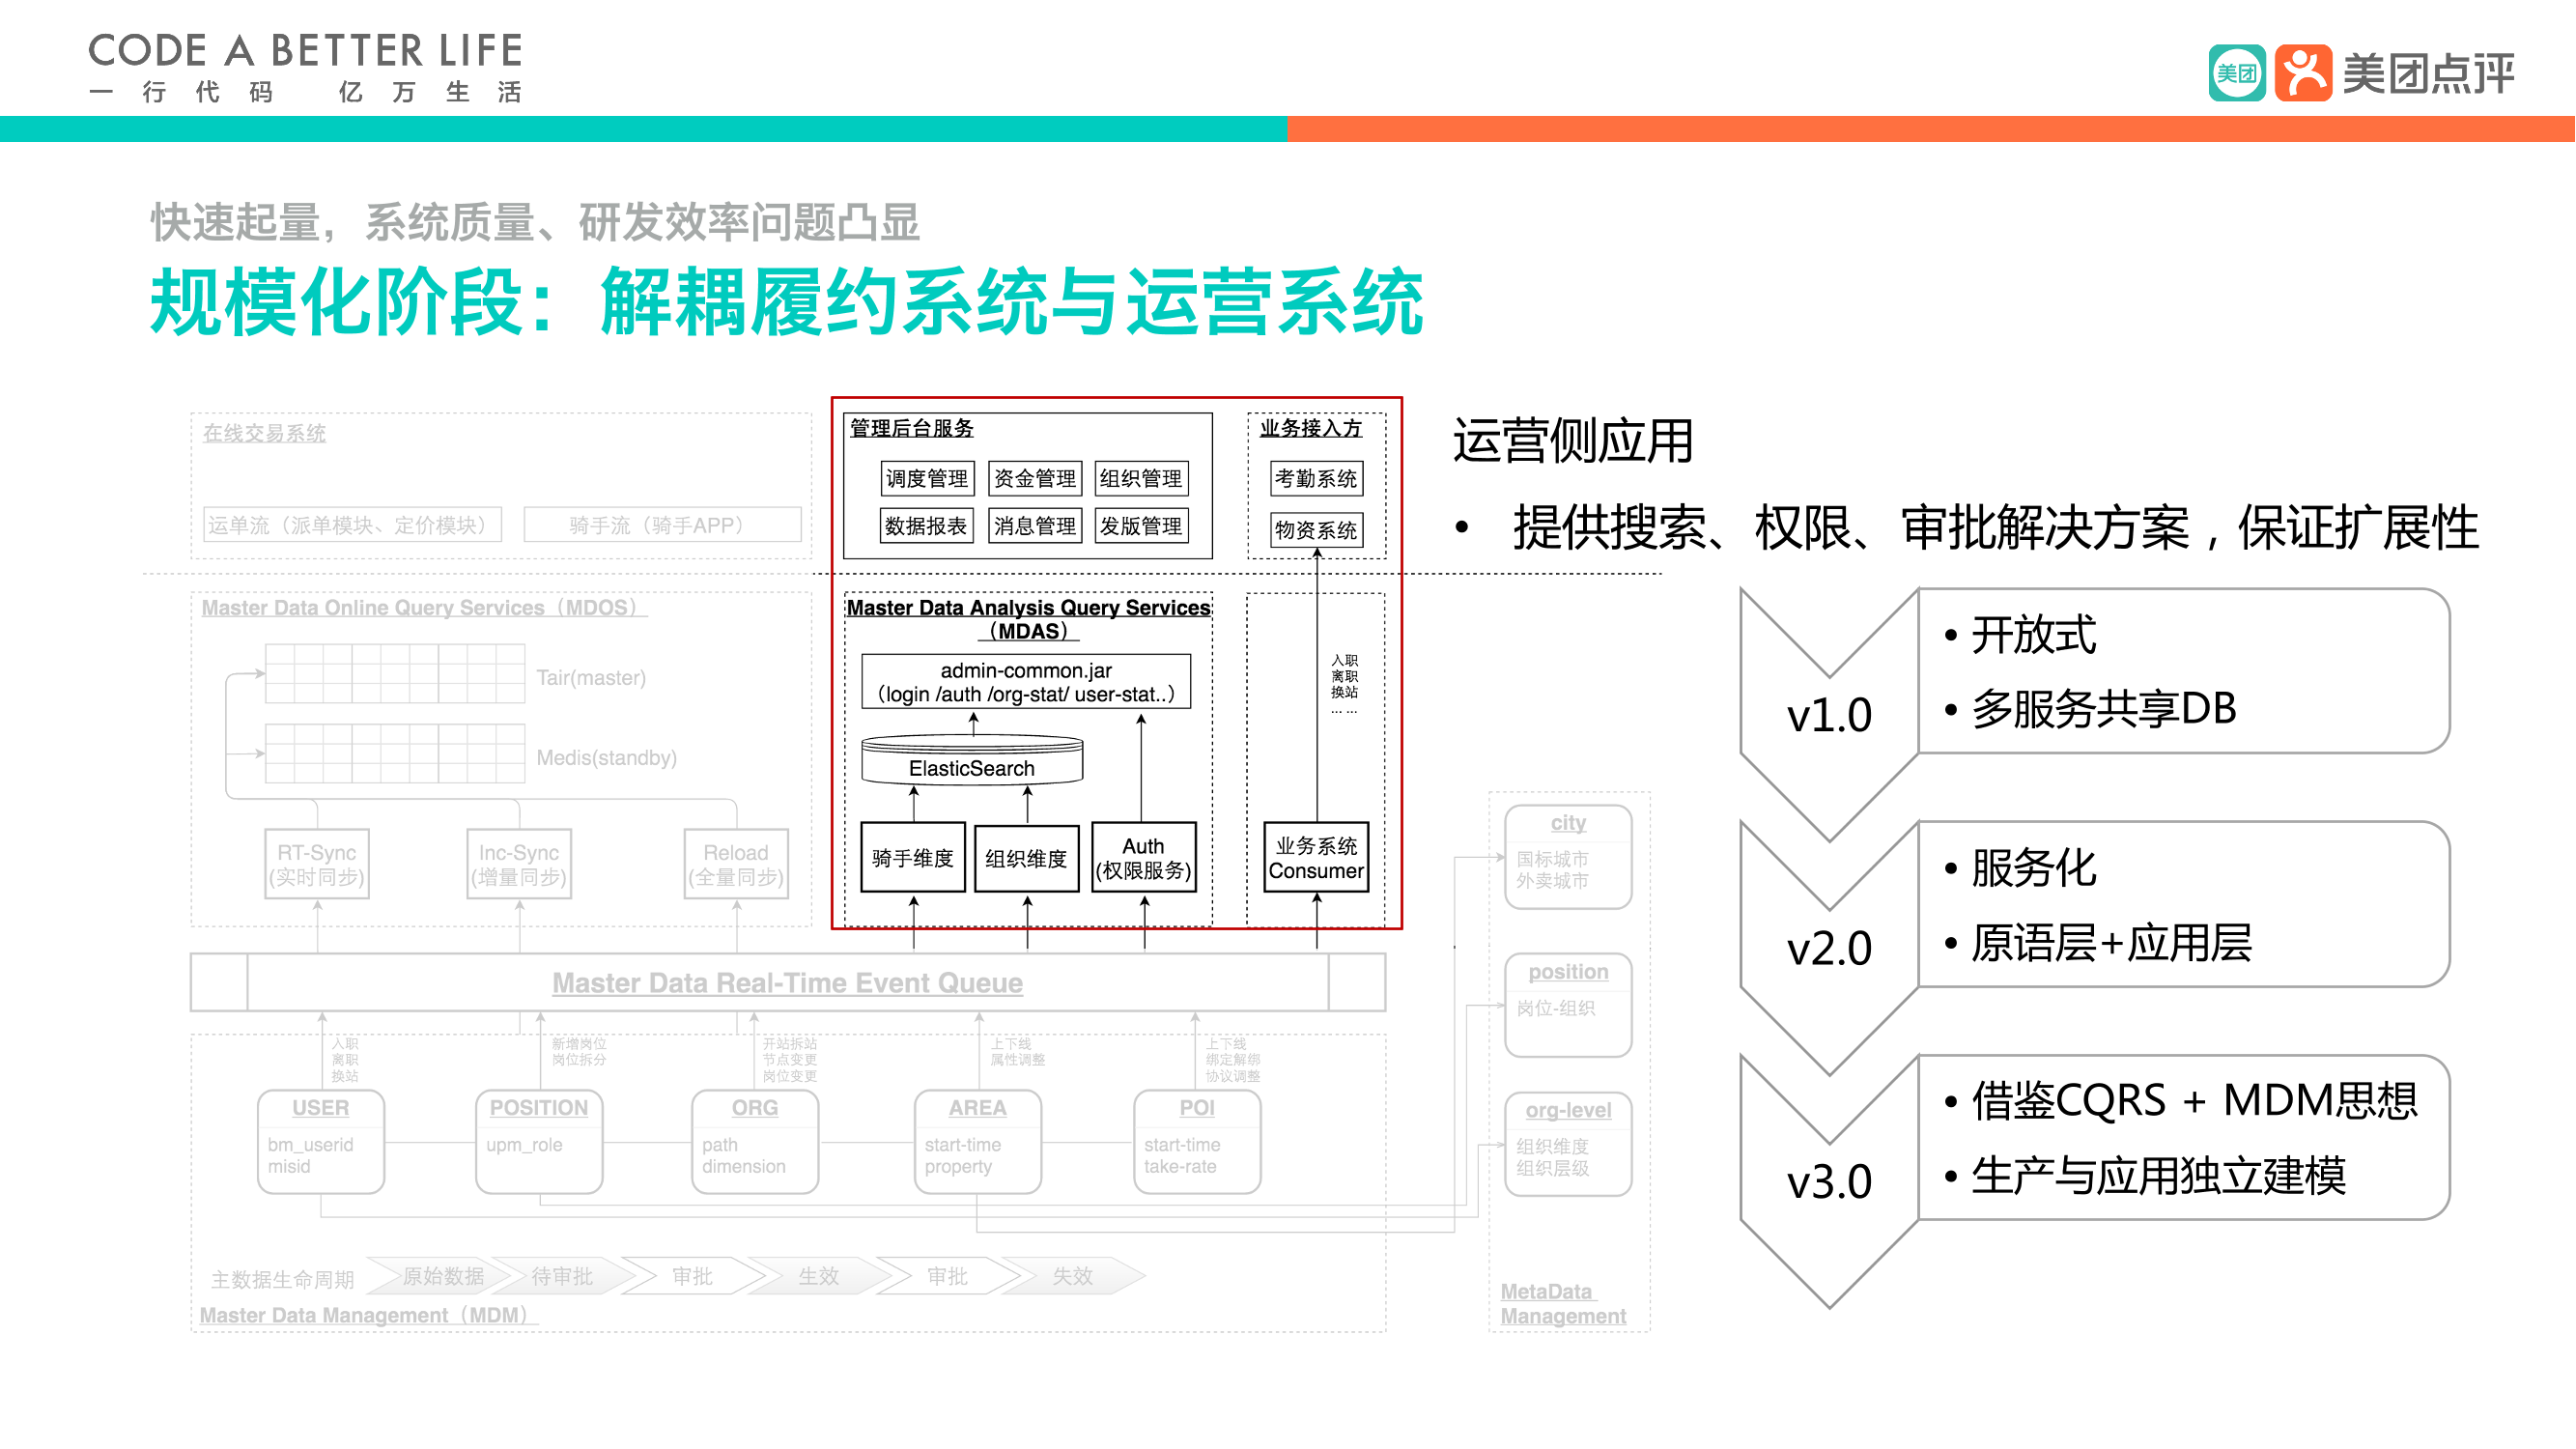 CODE A BETTER LIFE
一行代码 亿万生活
美团
美团点评
快速起量，系统质量、研发效率问题凸显
规模化阶段：解耦履约系统与运营系统
在线交易系统
运单流（派单模块、定价模块）
骑手流（骑手APP）
管理后台服务
调度管理
资金管理
组织管理
数据报表
消息管理
发版管理
业务接入方
考勤系统
物资系统
运营侧应用
• 提供搜索、权限、审批解决方案，保证扩展性
Master Data Online Query Services（MDOS）
Tair(master)
Medis(standby)
RT-Sync
(实时同步)
Inc-Sync
(增量同步)
Reload
(全量同步)
Master Data Analysis Query Services
（MDAS）
admin-common.jar
（login /auth /org-stat/ user-stat..）
ElasticSearch
骑手维度
组织维度
Auth
(权限服务)
入职
离职
换站
... ...
业务系统
Consumer
Master Data Real-Time Event Queue
入职
离职
换站
新增岗位
岗位拆分
开站拆站
节点变更
岗位变更
上下线
属性调整
上下线
绑定解绑
协议调整
USER
bm_userid
misid
POSITION
upm_role
ORG
path
dimension
AREA
start-time
property
POI
start-time
take-rate
主数据生命周期
原始数据
待审批
审批
生效
审批
失效
Master Data Management（MDM）
city
国标城市
外卖城市
position
岗位-组织
org-level
组织维度
组织层级
MetaData
Management
v1.0
• 开放式
• 多服务共享DB
v2.0
• 服务化
• 原语层+应用层
v3.0
• 借鉴CQRS + MDM思想
• 生产与应用独立建模